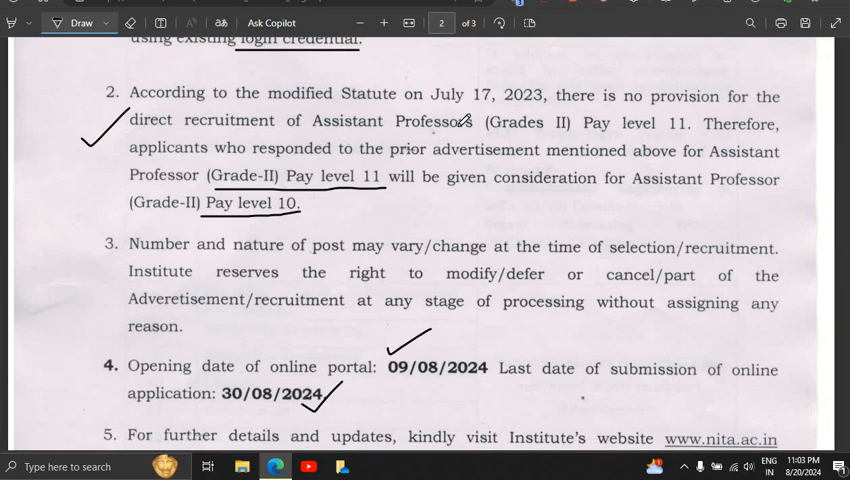 Draw
Ask Copilot
2
of 3
using existing login credential.
2. According to the modified Statute on July 17, 2023, there is no provision for the
direct recruitment of Assistant Professors (Grades II) Pay level 11. Therefore,
applicants who responded to the prior advertisement mentioned above for Assistant
Professor (Grade-II) Pay level 11 will be given consideration for Assistant Professor
(Grade-II) Pay level 10.
3. Number and nature of post may vary/change at the time of selection/recruitment.
Institute reserves the right to modify/defer or cancel/part of the
Adveretisement/recruitment at any stage of processing without assigning any
reason.
4. Opening date of online portal: 09/08/2024 Last date of submission of online
application: 30/08/2024.
5. For further details and updates, kindly visit Institute's website www.nita.ac.in
Type here to search
ENG
IN
11:03 PM
8/20/2024